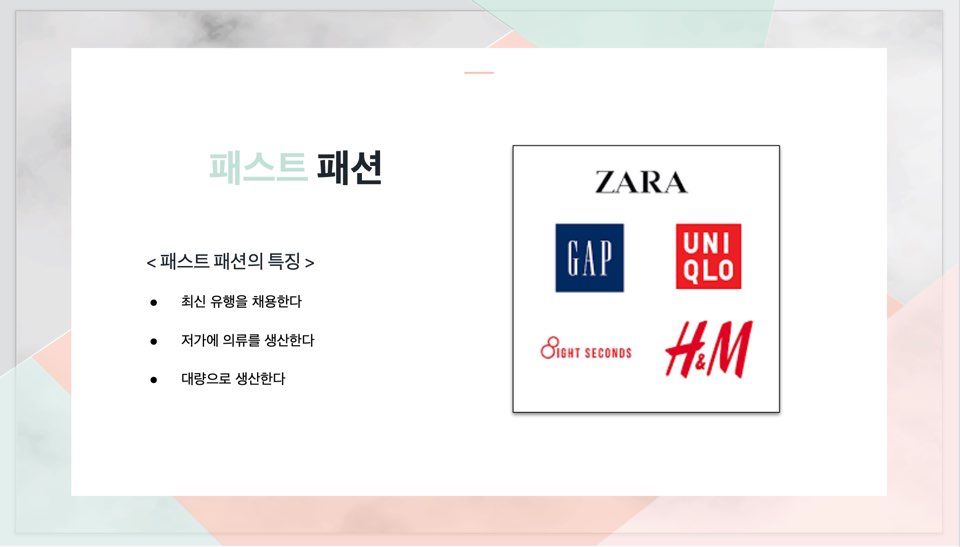 패스트 패션
< 패스트 패션의 특징 >
● 최신 유행을 채용한다
● 저가에 의류를 생산한다
● 대량으로 생산한다
ZARA
GAP
UNI
QLO
8IGHT SECONDS
H&M